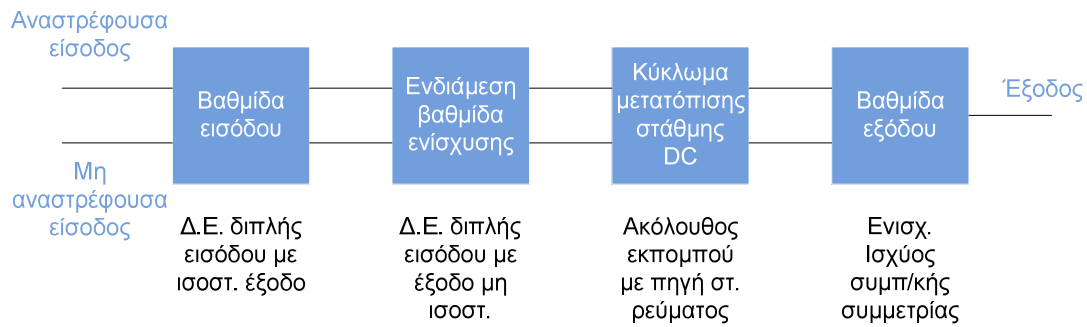 Αναστρέφουσα
είσοδος
Μη
αναστρέφουσα
είσοδος
Βαθμίδα
εισόδου
Δ.Ε. διπλής
εισόδου με
ισοστ. έξοδο
Ενδιάμεση
βαθμίδα
ενίσχυσης
Δ.Ε. διπλής
εισόδου με
έξοδο μη
ισοστ.
Κύκλωμα
μετατόπισης
στάθμης
DC
Ακόλουθος
εκπομπού
με πηγή στ.
ρεύματος
Βαθμίδα
εξόδου
Ενισχ.
Ισχύος
συμπ/κής
συμμετρίας
Έξοδος